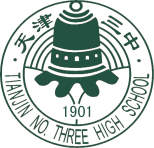 天津三中
1901
TIANJIN NO. THREE HIGH SCHOOL